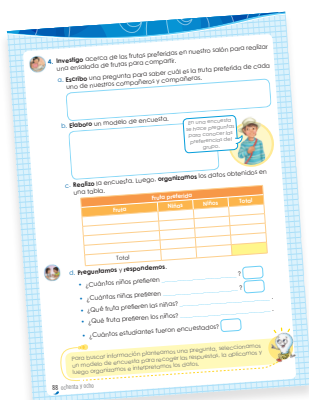 4. Investigo acerca de las frutas preferidas en nuestro salón para realizar
una ensalada de frutas para compartir.
a. Escribo una pregunta para saber cuál es la fruta preferida de cada
uno de nuestros compañeros y compañeras.
b. Elaboro un modelo de encuesta.
En una encuesta
se hace preguntas
para conocer las
preferencias del
grupo.
c. Realizo la encuesta. Luego, organizamos los datos obtenidos en
una tabla.
Fruta preferida
Fruta Niñas Niños Total
Total
d. Preguntamos y respondemos.
• ¿Cuántos niños prefieren ?
• ¿Cuántas niñas prefieren ?
• ¿Qué fruta prefieren las niñas? .
• ¿Qué fruta prefieren los niños? .
• ¿Cuántos estudiantes fueron encuestados?
Para buscar información planteamos una pregunta, seleccionamos
un modelo de encuesta para recoger las respuestas, lo aplicamos y
luego organizamos e interpretamos los datos.
88 ochenta y ocho